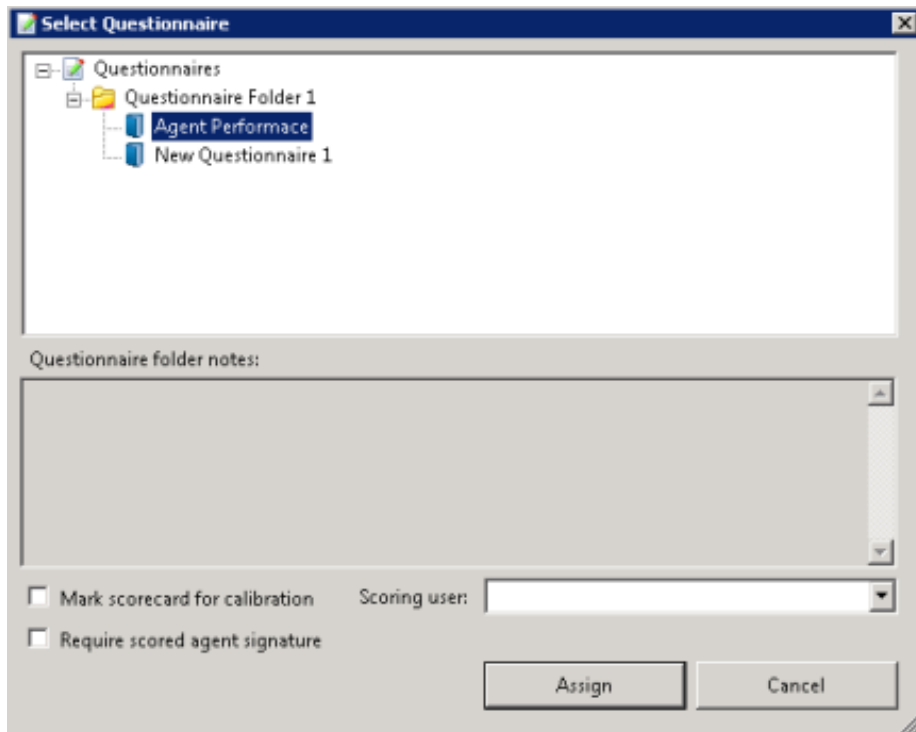 Select Questionnaire
Questionnaires
Questionnaire Folder 1
Agent Performace
New Questionnaire 1
Questionnaire folder notes:
Mark scorecard for calibration Scoring user:
Require scored agent signature
Assign Cancel